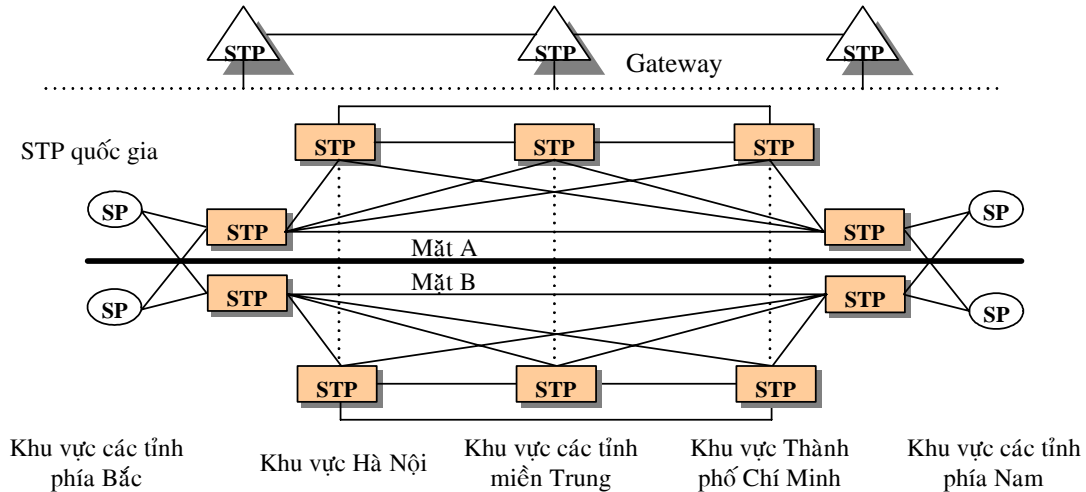 STP STP STP
Gateway
STP STP STP
STP quốc gia
SP SP
STP STP
Mặt A
Mặt B
STP STP
SP SP
STP STP STP
Khu vực các tỉnh
phía Bắc
Khu vực Hà Nội
Khu vực các tỉnh
miền Trung
Khu vực Thành
phố Chí Minh
Khu vực các tỉnh
phía Nam